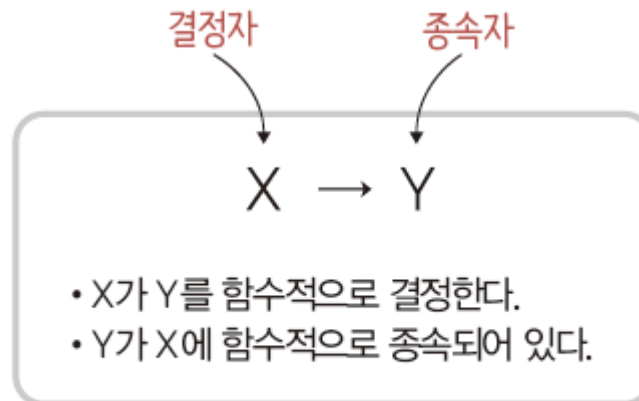 결정자 종속자
X → Y
• X가 Y를 함수적으로 결정한다.
• Y가 X에 함수적으로 종속되어 있다.